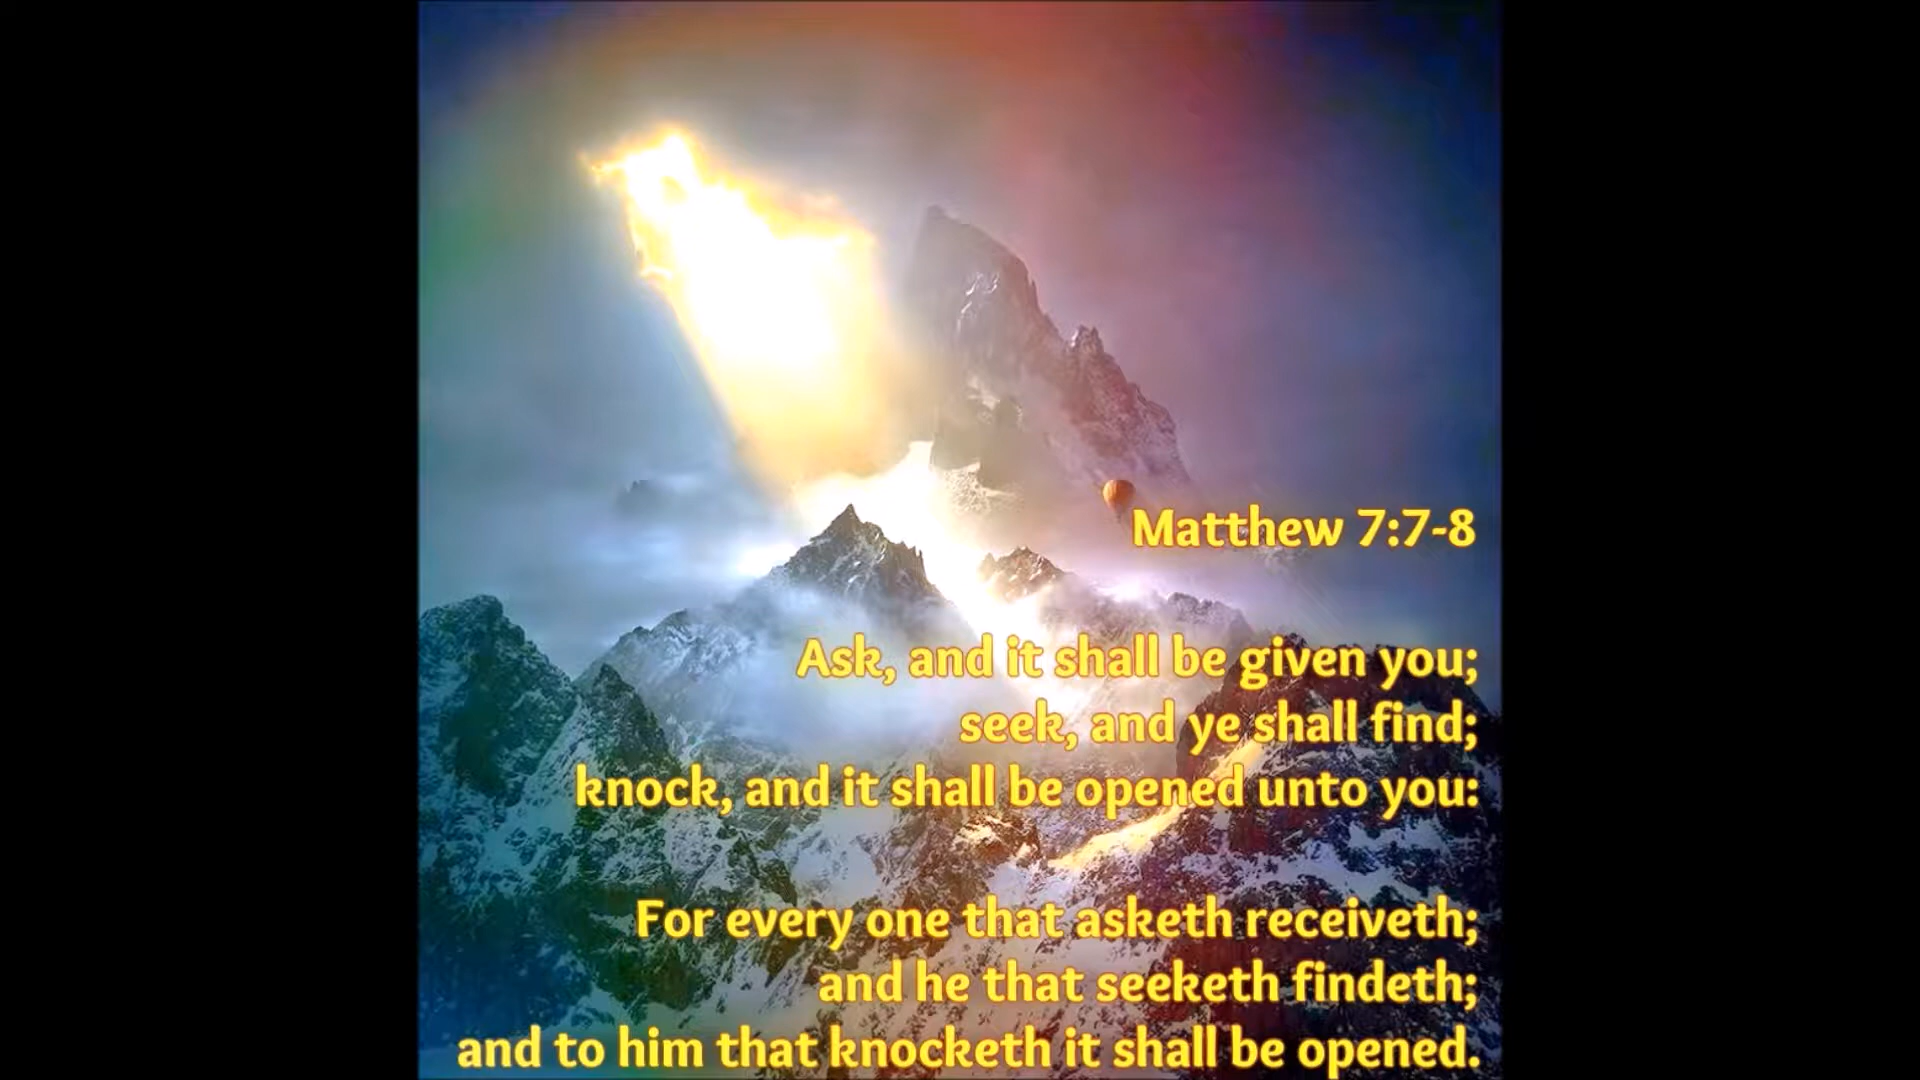 Matthew 7:7-8
Ask, and it shall be given you;
seek, and ye shall find;
knock, and it shall be opened unto you:
For every one that asketh receiveth;
and he that seeketh findeth;
and to him that knocketh it shall be opened.